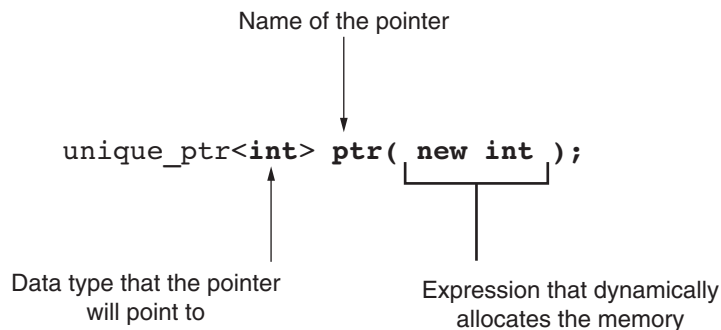 Name of the pointer
unique_ptr<int> ptr( new int );
Data type that the pointer
will point to
Expression that dynamically
allocates the memory